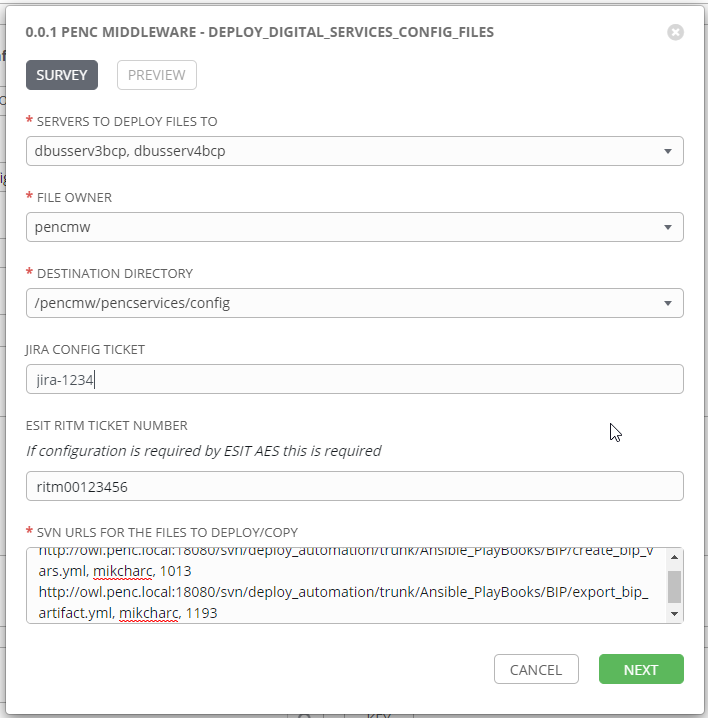 0.0.1 PENC MIDDLEWARE - DEPLOY_DIGITAL_SERVICES_CONFIG_FILES
SURVEY
PREVIEW
* SERVERS TO DEPLOY FILES TO
dbusserv3bcp, dbusserv4bcp
* FILE OWNER
pencmw
* DESTINATION DIRECTORY
/pencmw/pencservices/config
JIRA CONFIG TICKET
jira-1234
ESIT RITM TICKET NUMBER
If configuration is required by ESIT AES this is required
ritm00123456
* SVN URLS FOR THE FILES TO DEPLOY/COPY
http://owl.penc.local:18080/svn/deploy_automation/trunk/Ansible_PlayBooks/BIP/create_bip_v
ars.yml, mikcharc, 1013
http://owl.penc.local:18080/svn/deploy_automation/trunk/Ansible_PlayBooks/BIP/export_bip_
artifact.yml, mikcharc, 1193
CANCEL
NEXT